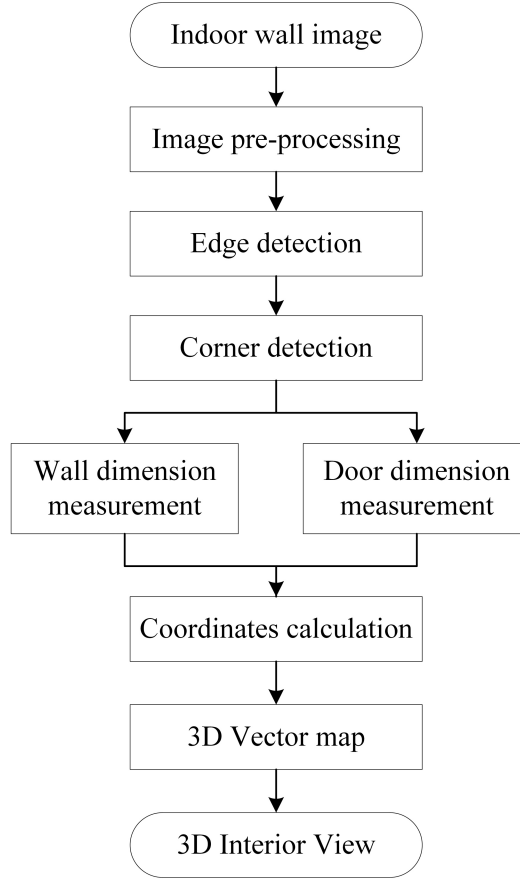 Indoor wall image
Image pre-processing
Edge detection
Corner detection
Wall dimension
measurement
Door dimension
measurement
Coordinates calculation
3D Vector map
3D Interior View